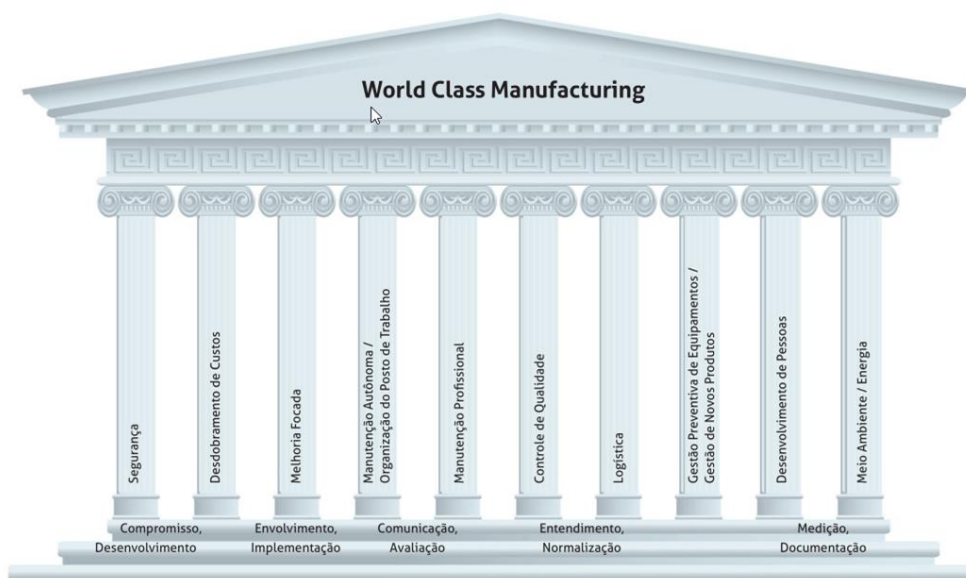 World Class Manufacturing
Segurança
Desdobramento de Custos
Melhoria Focada
Manutenção Autônoma /
Organização do Posto de Trabalho
Manutenção Profissional
Controle de Qualidade
Logística
Gestão Preventiva de Equipamentos /
Gestão de Novos Produtos
Desenvolvimento de Pessoas
Meio Ambiente / Energia
Compromisso,
Desenvolvimento
Envolvimento,
Implementação
Comunicação,
Avaliação
Entendimento,
Normalização
Medição,
Documentação